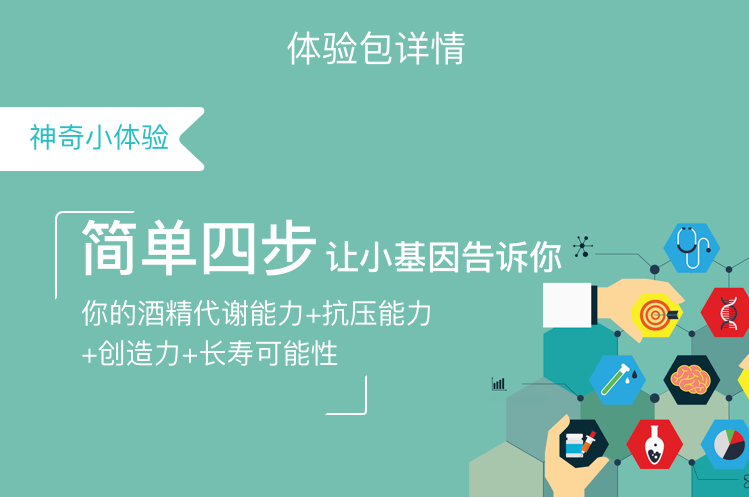 体验包详情
神奇小体验
简单四步 让小基因告诉你
你的酒精代谢能力+抗压能力
+创造力+长寿可能性